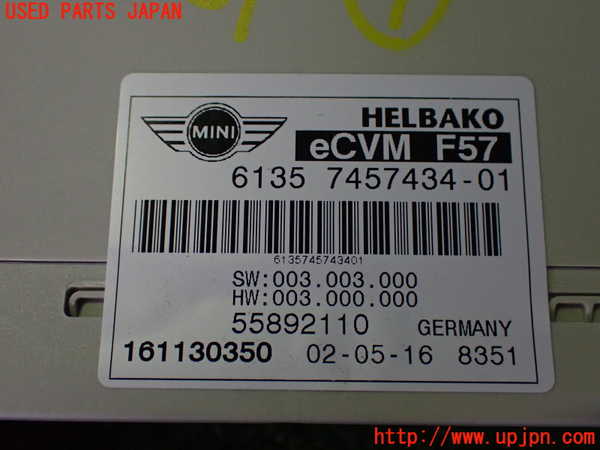 USED PARTS JAPAN
MINI
HELBAKO
eCVM F57
6135 7457434-01
6135745743401
SW:003.003.000
HW:003.000.000
55892110 GERMANY
161130350 02-05-16 8351
http://www.upjpn.com/